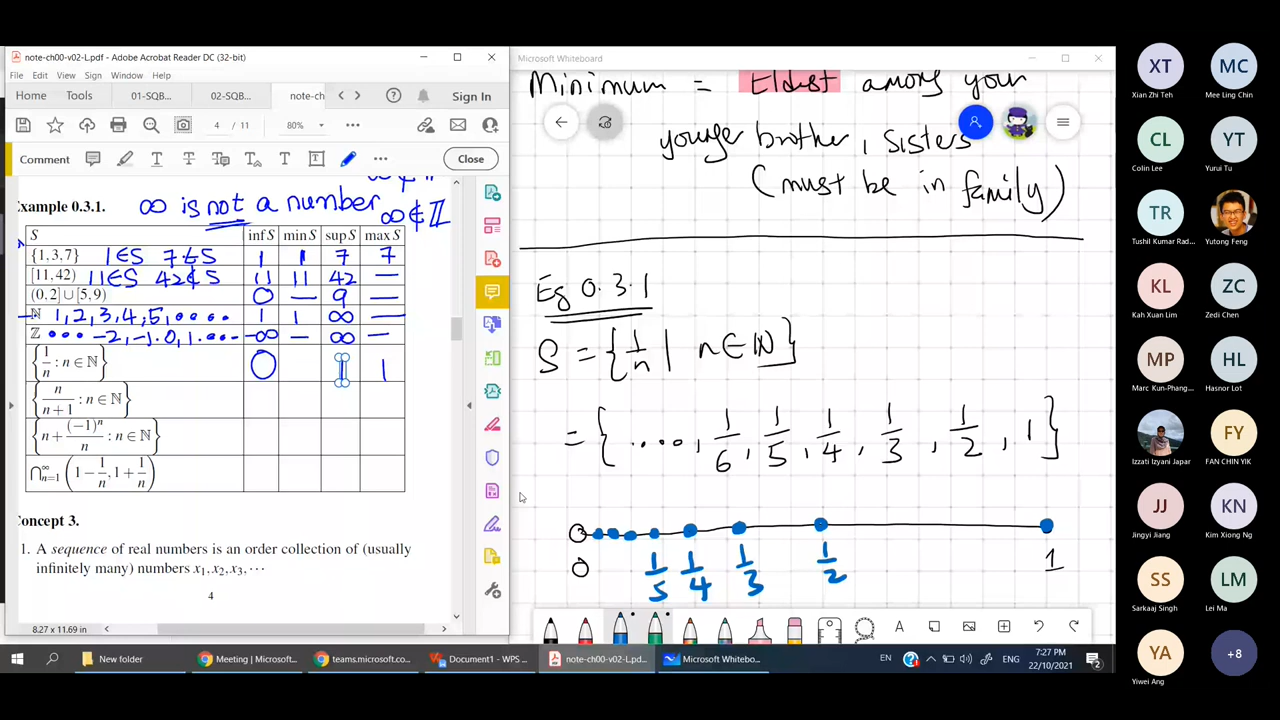 note-ch00-v02-L.pdf - Adobe Acrobat Reader DC (32-bit)
File Edit View Sign Window Help
Home Tools 01-SQB... 02-SQB... note-ch Sign In
4 / 11 80%
Comment Close
Example 0.3.1. ∞ is not a number
∞ ∉ ℤ
S inf S min S sup S max S
{1,3,7} 1∈S 7∈S 1 1 7 7
[11,42) 11∈S 42∉S 11 11 42 —
(0,2]∪[5,9) 0 — 9 —
ℕ 1, 2, 3, 4, 5, .... 1 1 ∞ —
ℤ ... -2, -1, 0, 1, ... -∞ — ∞ —
{1/n : n∈ℕ} 0 1 1
{n/(n+1) : n∈ℕ}
{n + (-1)^n/n : n∈ℕ}
⋂_{n=1}^∞ (1 - 1/n, 1 + 1/n)
Concept 3.
1. A sequence of real numbers is an order collection of (usually
infinitely many) numbers x₁,x₂,x₃,⋯
4
8.27 x 11.69 in
Microsoft Whiteboard
Minimum = Eldest among your
younger brother, sisters
(must be in family)
Eg 0.3.1
S = {1/n | n∈ℕ}
= {...., 1/6, 1/5, 1/4, 1/3, 1/2, 1}
0 1/5 1/4 1/3 1/2 1
XT
Xian Zhi Teh
MC
Mee Ling Chin
CL
Colin Lee
YT
Yurui Tu
TR
Tushil Kumar Rad...
Yutong Feng
KL
Kah Xuan Lim
ZC
Zedi Chen
MP
Marc Kun-Phang...
HL
Hasnor Lot
Izzati Izyani Japar
FY
FAN CHIN YIK
JJ
Jingyi Jiang
KN
Kim Xiong Ng
SS
Sarkaaj Singh
LM
Lei Ma
YA
Yiwei Ang
+8
New folder
Meeting | Microsof...
teams.microsoft.co...
Document1 - WPS ...
note-ch00-v02-L.pd...
Microsoft Whitebo...
EN
ENG
7:27 PM
22/10/2021
2